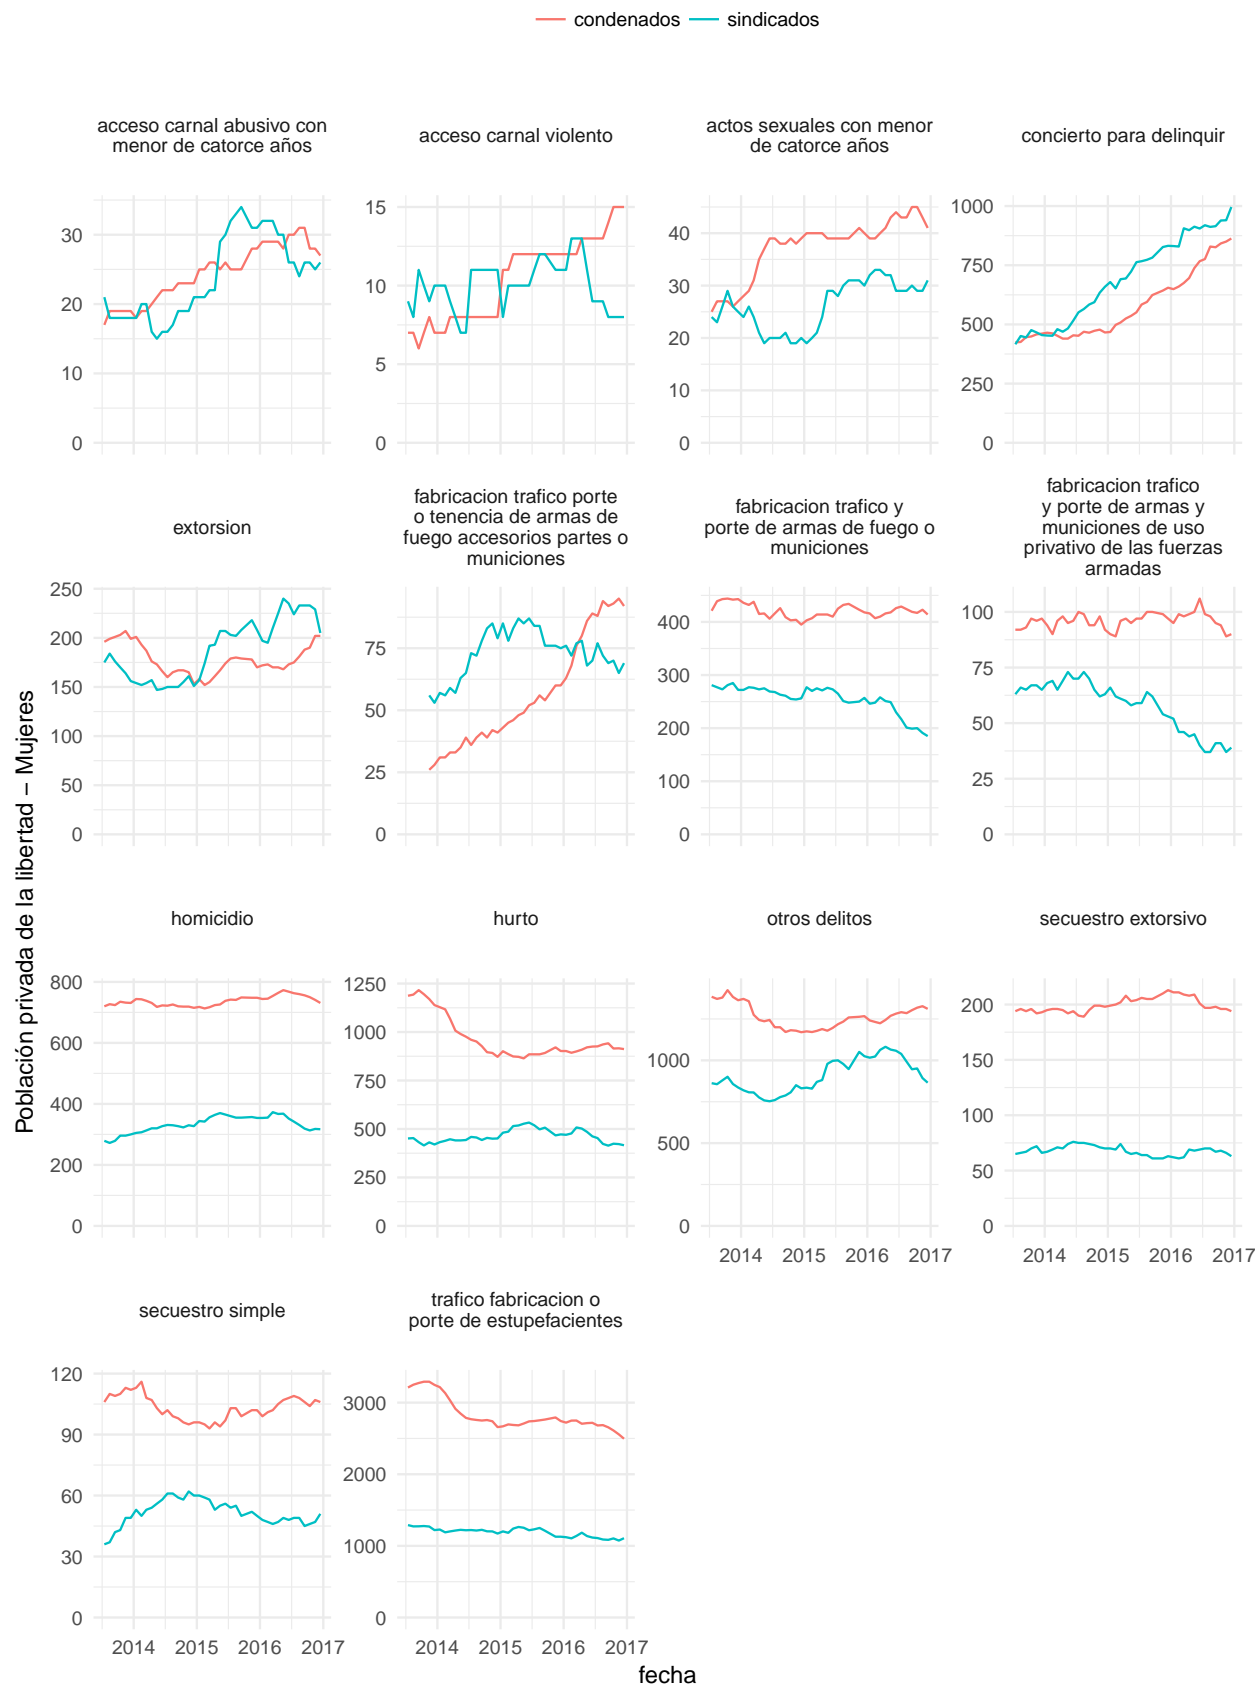 condenados sindicados
acceso carnal abusivo con
menor de catorce años
acceso carnal violento
actos sexuales con menor
de catorce años
concierto para delinquir
30
20
10
0
15
10
5
0
40
30
20
10
0
1000
750
500
250
0
extorsion
fabricacion trafico porte
o tenencia de armas de
fuego accesorios partes o
municiones
fabricacion trafico y
porte de armas de fuego o
municiones
fabricacion trafico
y porte de armas y
municiones de uso
privativo de las fuerzas
armadas
250
200
150
100
50
0
75
50
25
0
400
300
200
100
0
100
75
50
25
0
Población privada de la libertad − Mujeres
homicidio
hurto
otros delitos
secuestro extorsivo
800
600
400
200
0
1250
1000
750
500
250
0
1000
500
0
2014 2015 2016 2017
200
150
100
50
0
2014 2015 2016 2017
secuestro simple
trafico fabricacion o
porte de estupefacientes
120
90
60
30
0
2014 2015 2016 2017
3000
2000
1000
0
2014 2015 2016 2017
fecha